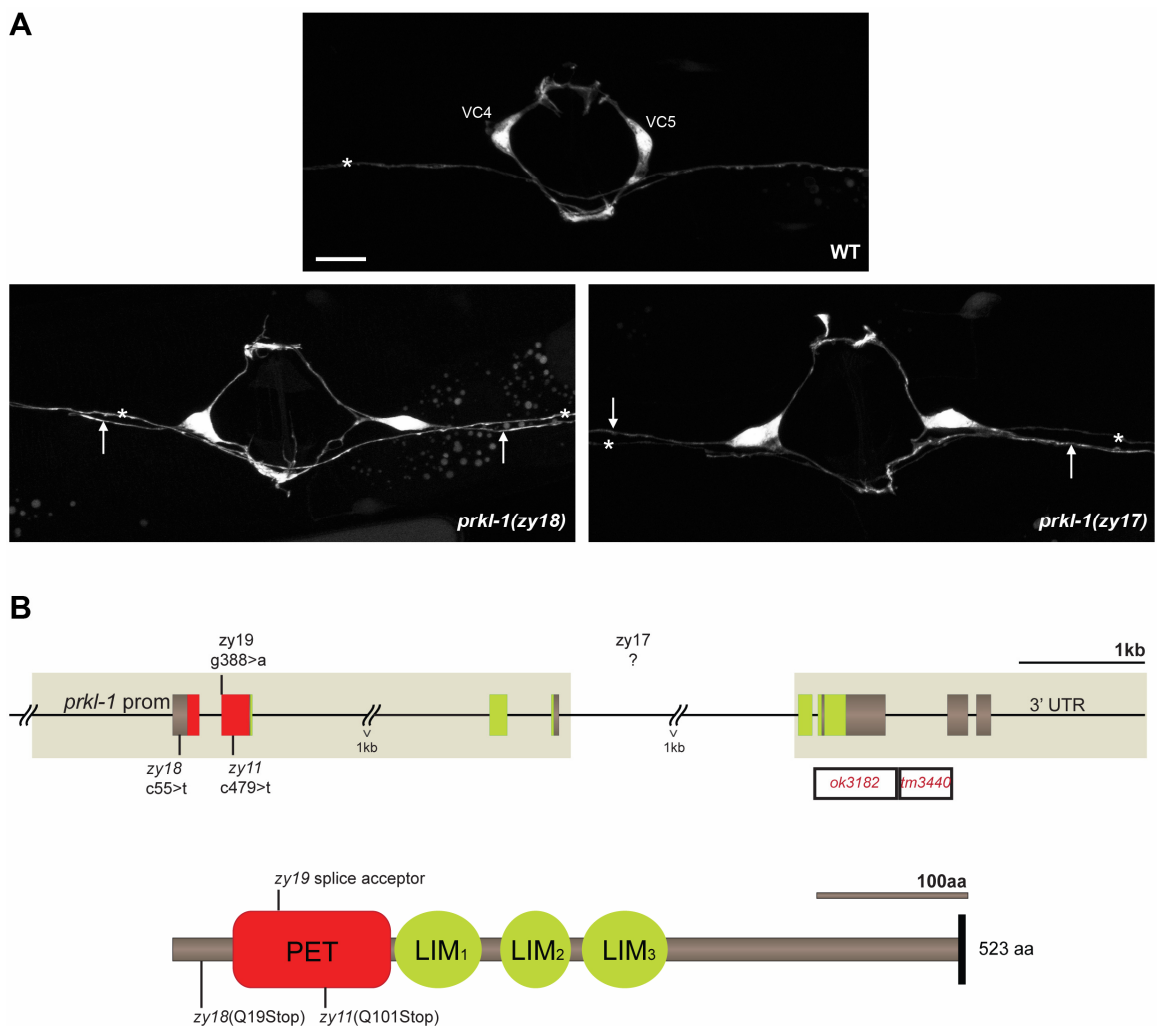 A
VC4
VC5
*
WT
*
*
prkl-1(zy18)
*
*
prkl-1(zy17)
B
zy19
g388>a
zy17
?
1kb
prkl-1 prom
3' UTR
1kb
1kb
zy18
c55>t
zy11
c479>t
ok3182
tm3440
zy19 splice acceptor
100aa
PET
LIM1
LIM2
LIM3
523 aa
zy18(Q19Stop)
zy11(Q101Stop)